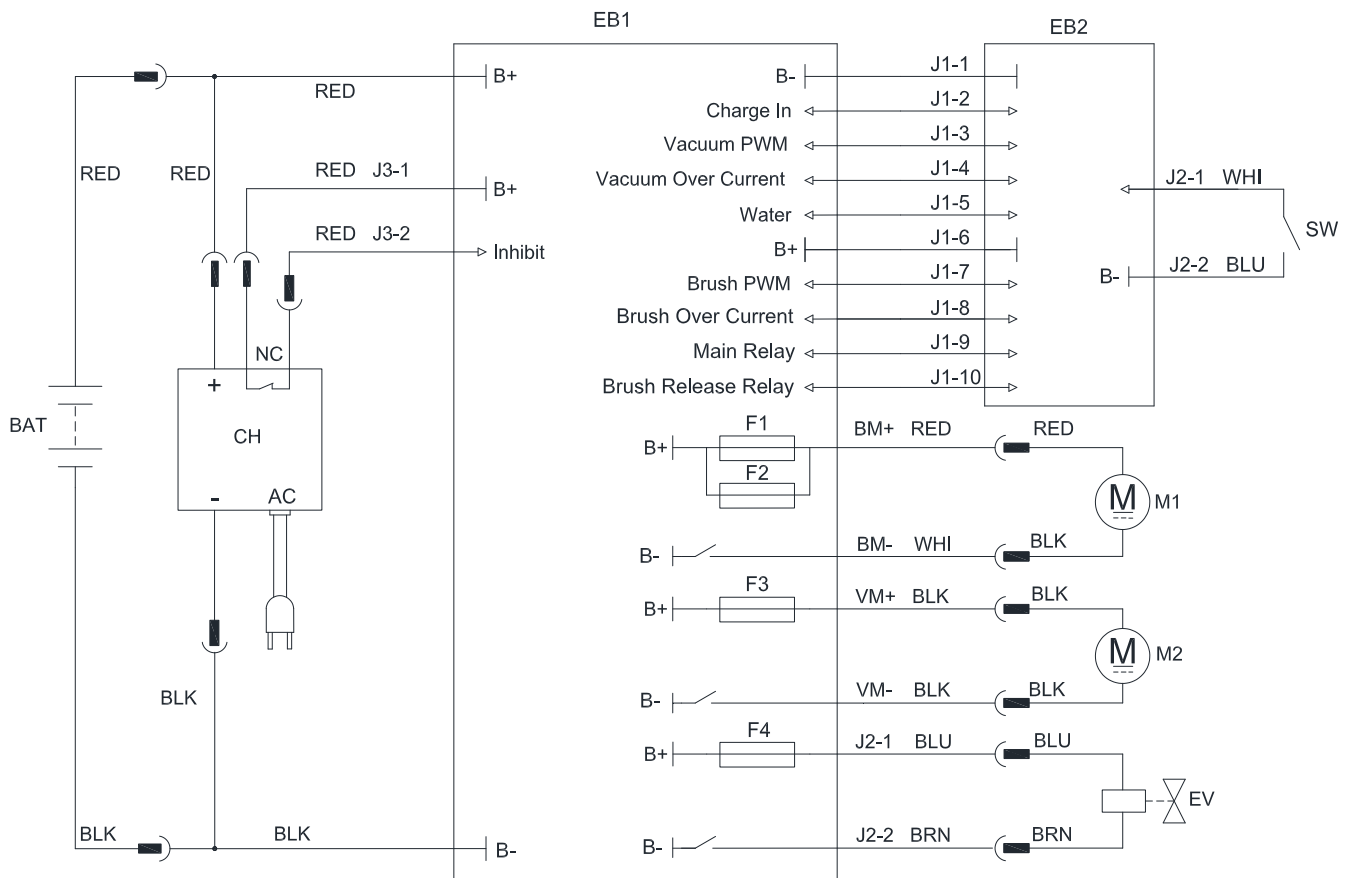 EB1
EB2
RED
B+
B-
J1-1
Charge In
J1-2
Vacuum PWM
J1-3
RED
RED
RED J3-1
B+
Vacuum Over Current
J1-4
J2-1 WHI
Water
J1-5
SW
RED J3-2
Inhibit
B+
J1-6
B-
J2-2 BLU
Brush PWM
J1-7
Brush Over Current
J1-8
NC
Main Relay
J1-9
+
Brush Release Relay
J1-10
BAT
CH
F1
BM+ RED
RED
B+
F2
-
AC
M
M1
B-
BM- WHI
BLK
F3
B+
VM+ BLK
BLK
M
M2
BLK
B-
VM- BLK
BLK
F4
B+
J2-1 BLU
BLU
EV
BLK
BLK
B-
B-
J2-2 BRN
BRN